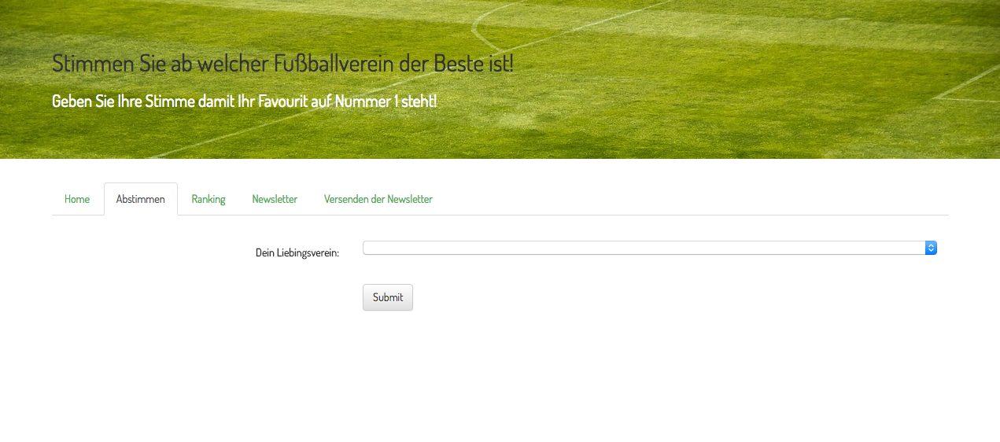 Stimmen Sie ab welcher Fußballverein der Beste ist!
Geben Sie Ihre Stimme damit Ihr Favourit auf Nummer 1 steht!
Home Abstimmen Ranking Newsletter Versenden der Newsletter
Dein Liebingsverein:
Submit